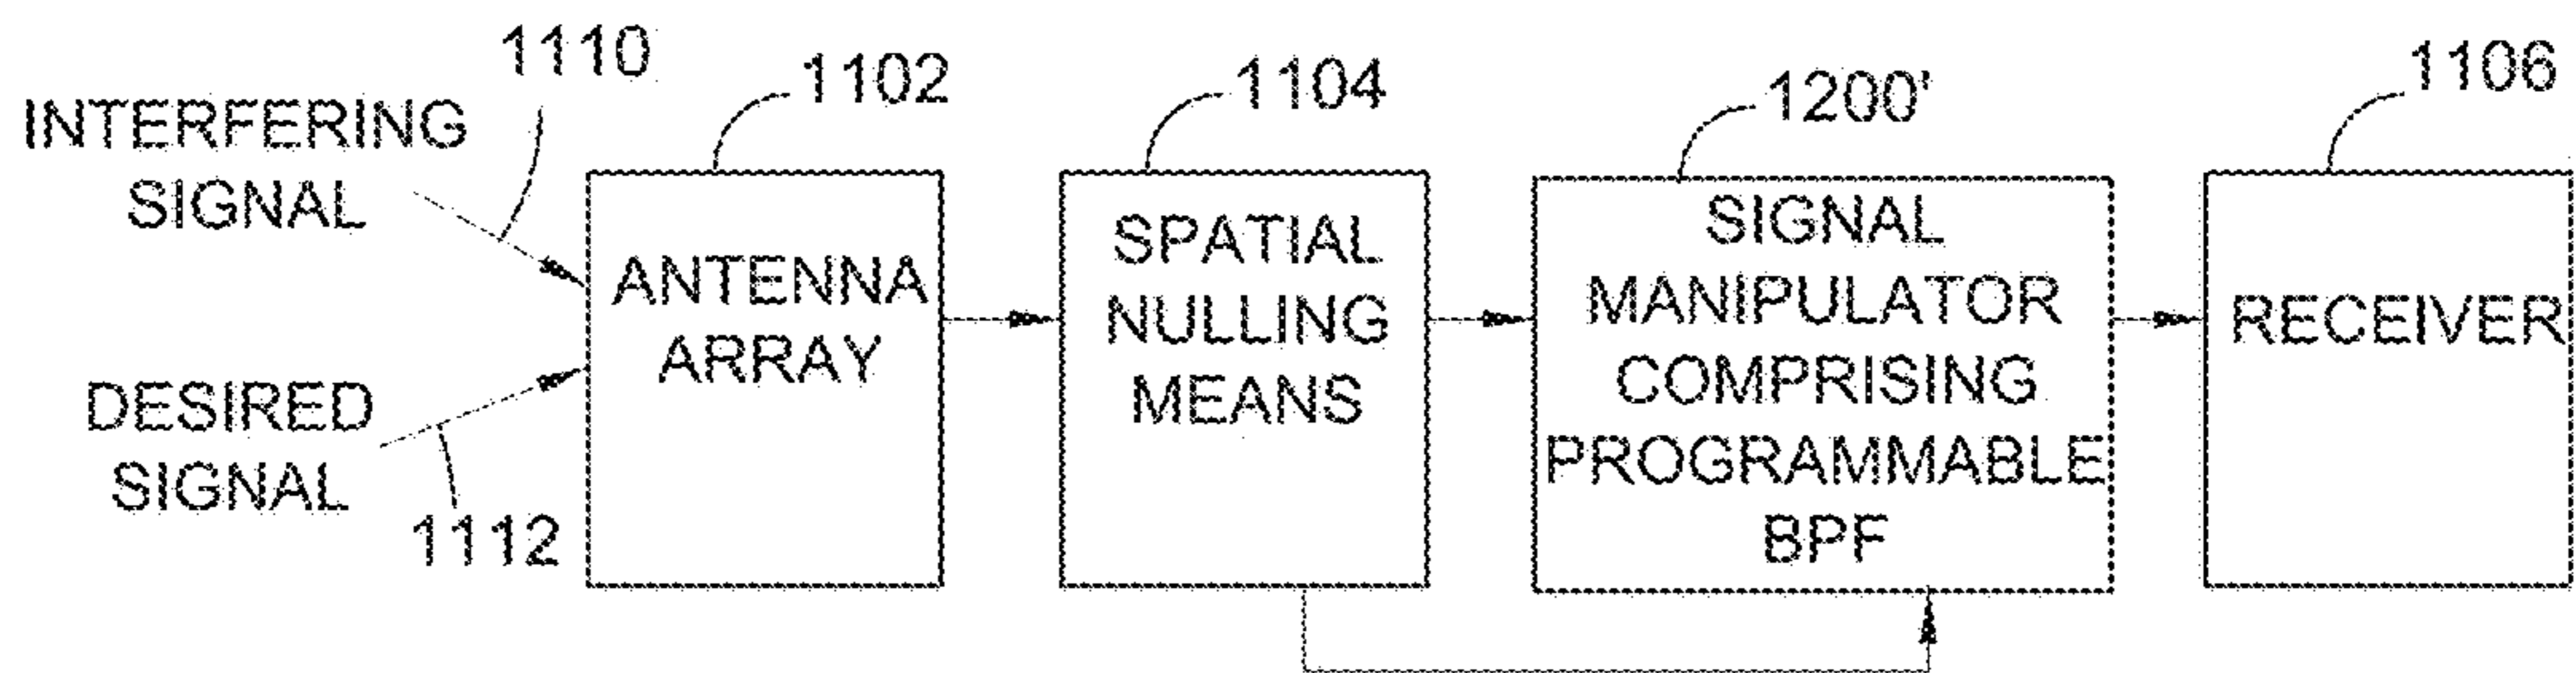 1110
1102
1104
1200'
1106
INTERFERING
SIGNAL
DESIRED
SIGNAL
1112
ANTENNA
ARRAY
SPATIAL
NULLING
MEANS
SIGNAL
MANIPULATOR
COMPRISING
PROGRAMMABLE
BPF
RECEIVER